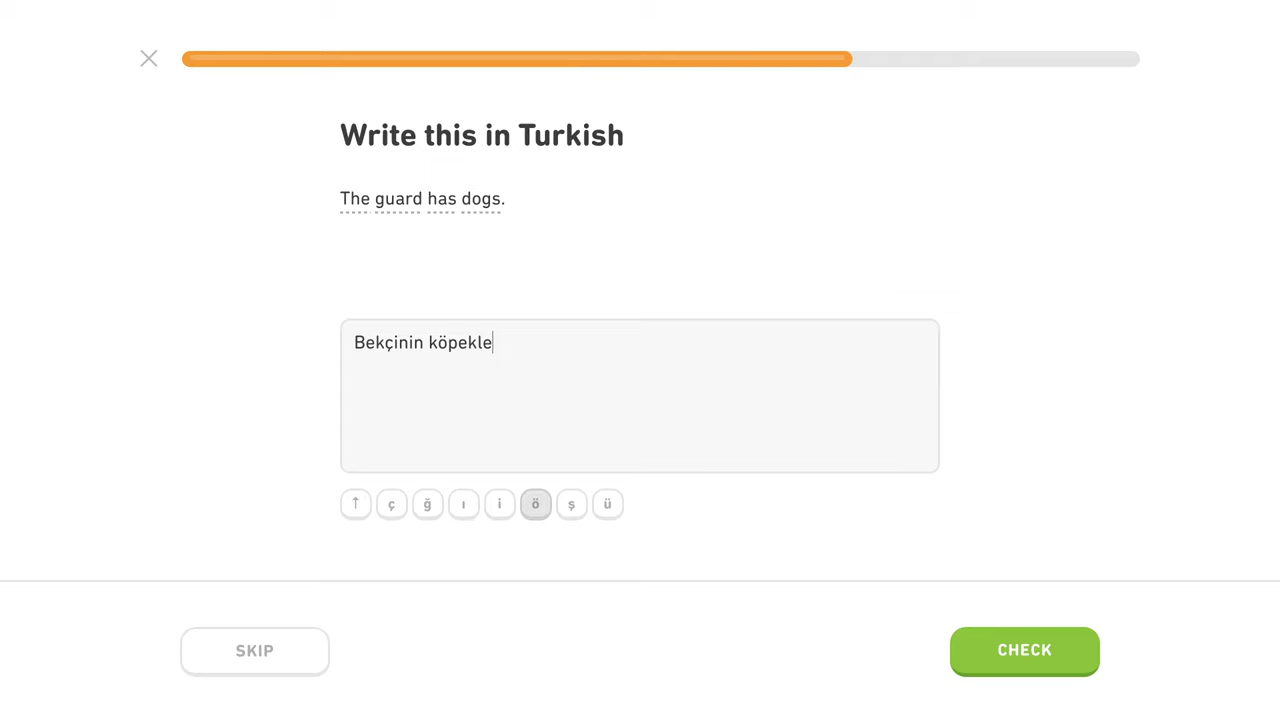 Write this in Turkish
The guard has dogs.
Bekçinin köpekle
↑ ç ğ ı i ö ş ü
SKIP
CHECK